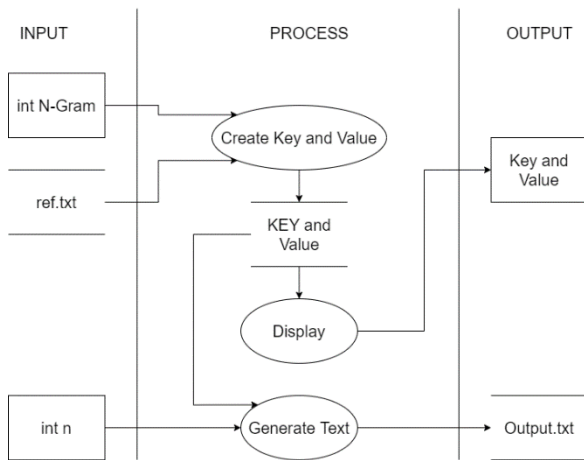 INPUT
PROCESS
OUTPUT
int N-Gram
Create Key and Value
Key and
Value
ref.txt
KEY and
Value
Display
int n
Generate Text
Output.txt